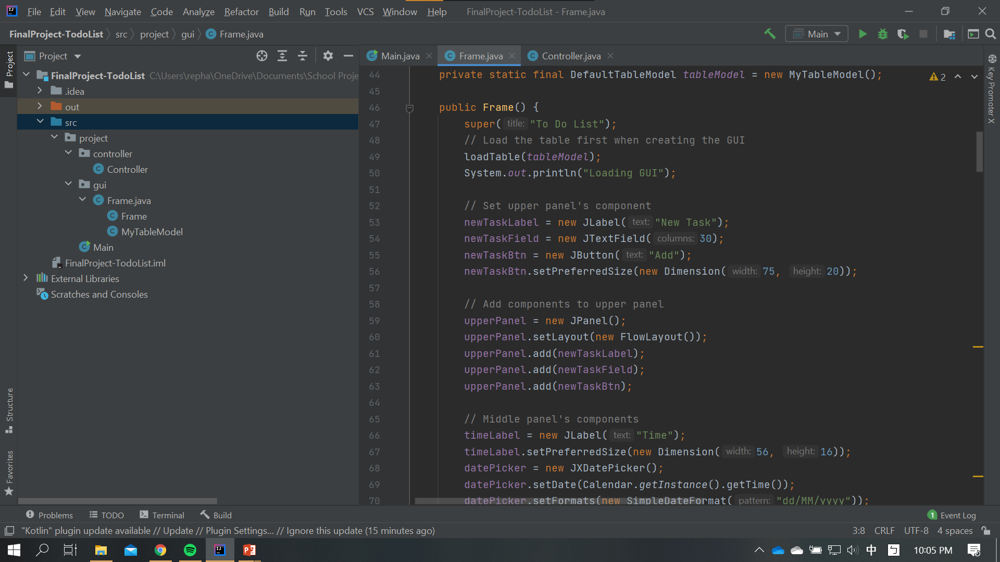 File Edit View Navigate Code Analyze Refactor Build Run Tools VCS Window Help FinalProject-TodoList - Frame.java
FinalProject-TodoList src project gui Frame.java Main
Project
Main.java Frame.java Controller.java
Project
FinalProject-TodoList C:\Users\repha\OneDrive\Documents\School Proje
.idea
out
src
project
controller
Controller
gui
Frame.java
Frame
MyTableModel
Main
FinalProject-TodoList.iml
External Libraries
Scratches and Consoles
Structure
Favorites
44 private static final DefaultTableModel tableModel = new MyTableModel();
2
45
46 public Frame() {
47 super( title: "To Do List");
48 // Load the table first when creating the GUI
49 loadTable(tableModel);
50 System.out.println("Loading GUI");
51
52 // Set upper panel's component
53 newTaskLabel = new JLabel( text: "New Task");
54 newTaskField = new JTextField( columns: 30);
55 newTaskBtn = new JButton( text: "Add");
56 newTaskBtn.setPreferredSize(new Dimension( width: 75, height: 20));
57
58 // Add components to upper panel
59 upperPanel = new JPanel();
60 upperPanel.setLayout(new FlowLayout());
61 upperPanel.add(newTaskLabel);
62 upperPanel.add(newTaskField);
63 upperPanel.add(newTaskBtn);
64
65 // Middle panel's components
66 timeLabel = new JLabel( text: "Time");
67 timeLabel.setPreferredSize(new Dimension( width: 56, height: 16));
68 datePicker = new JXDatePicker();
69 datePicker.setDate(Calendar.getInstance().getTime());
70 datePicker.setFormats(new SimpleDateFormat( pattern: "dd/MM/yyyy"));
Key Promoter X
Problems TODO Terminal Build 1 Event Log
"Kotlin" plugin update available // Update // Plugin Settings... // Ignore this update (15 minutes ago) 3:8 CRLF UTF-8 4 spaces
中 ㄅ 10:05 PM